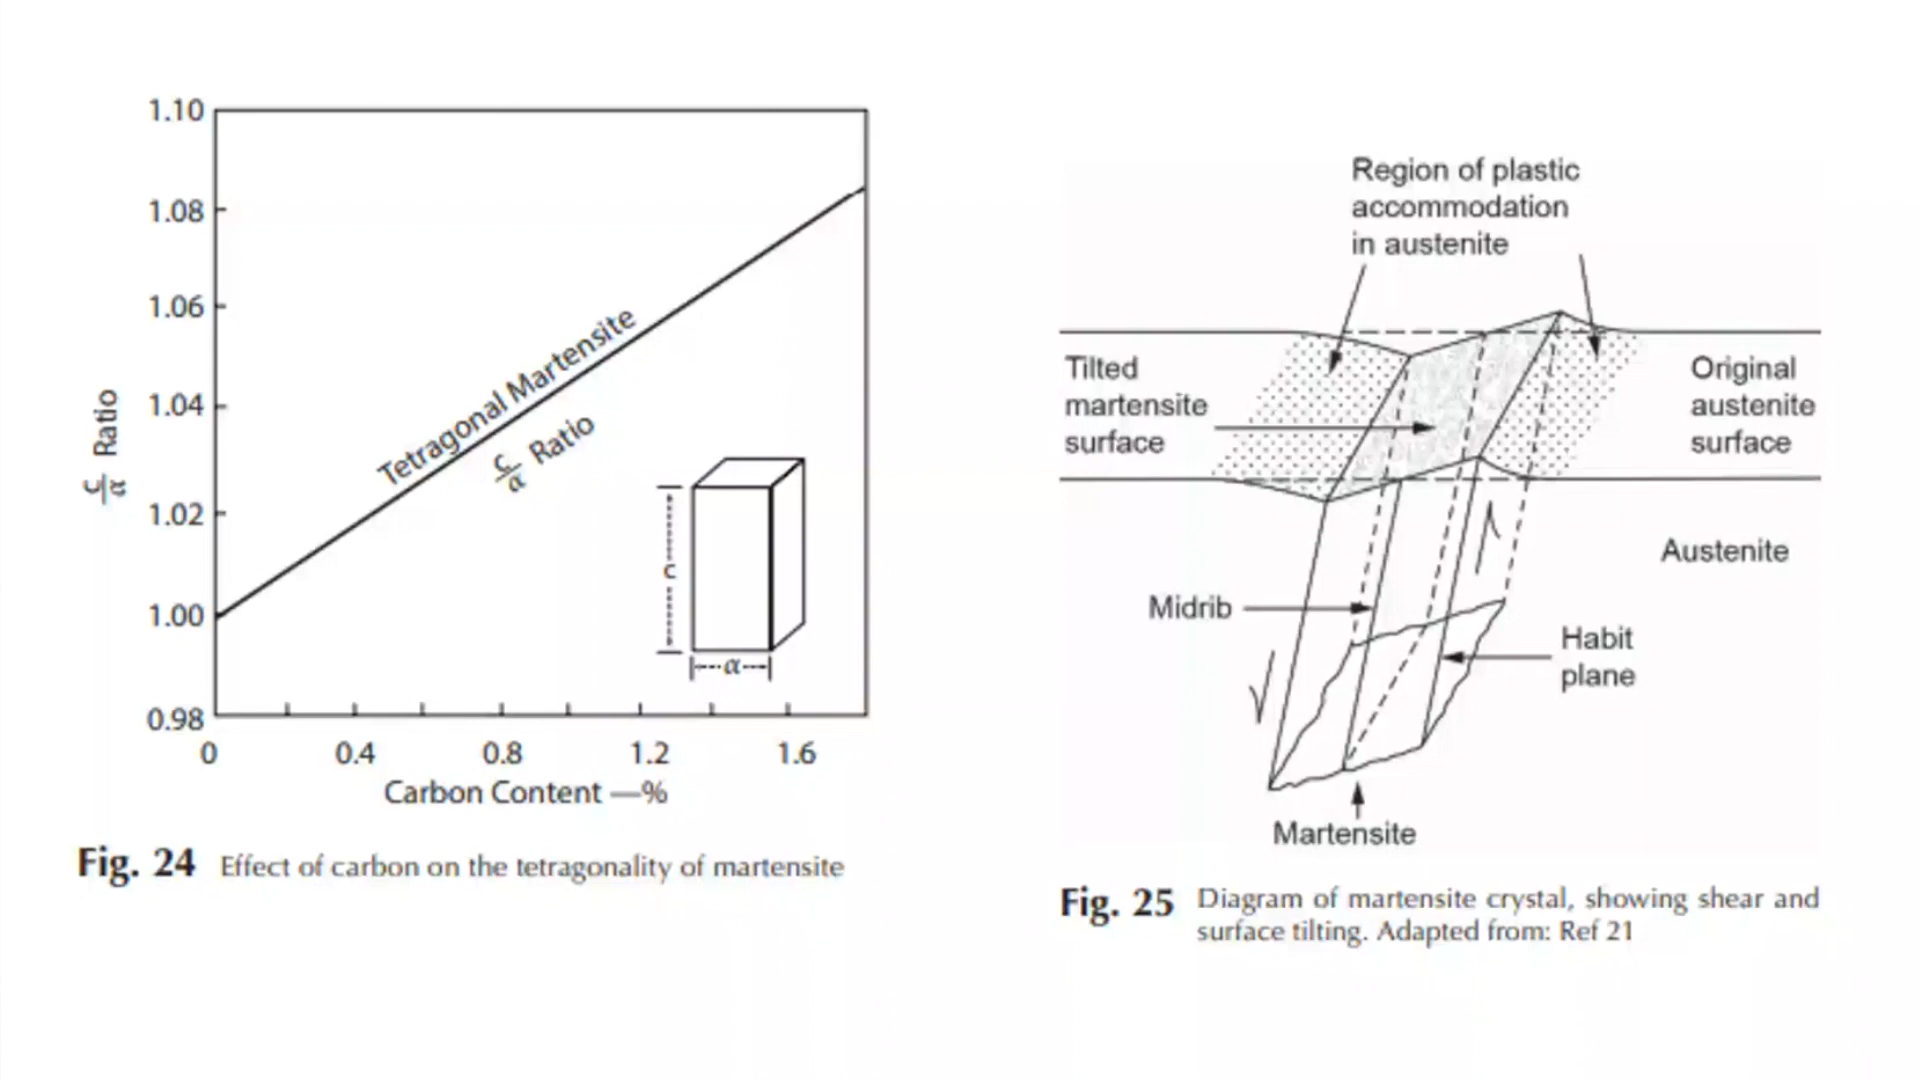 1.10
1.08
1.06
1.04
1.02
1.00
0.98
c/α Ratio
Tetragonal Martensite
c/α Ratio
c
α
0 0.4 0.8 1.2 1.6
Carbon Content —%
Fig. 24 Effect of carbon on the tetragonality of martensite
Region of plastic
accommodation
in austenite
Tilted
martensite
surface
Original
austenite
surface
Austenite
Midrib
Habit
plane
Martensite
Fig. 25 Diagram of martensite crystal, showing shear and
surface tilting. Adapted from: Ref 21